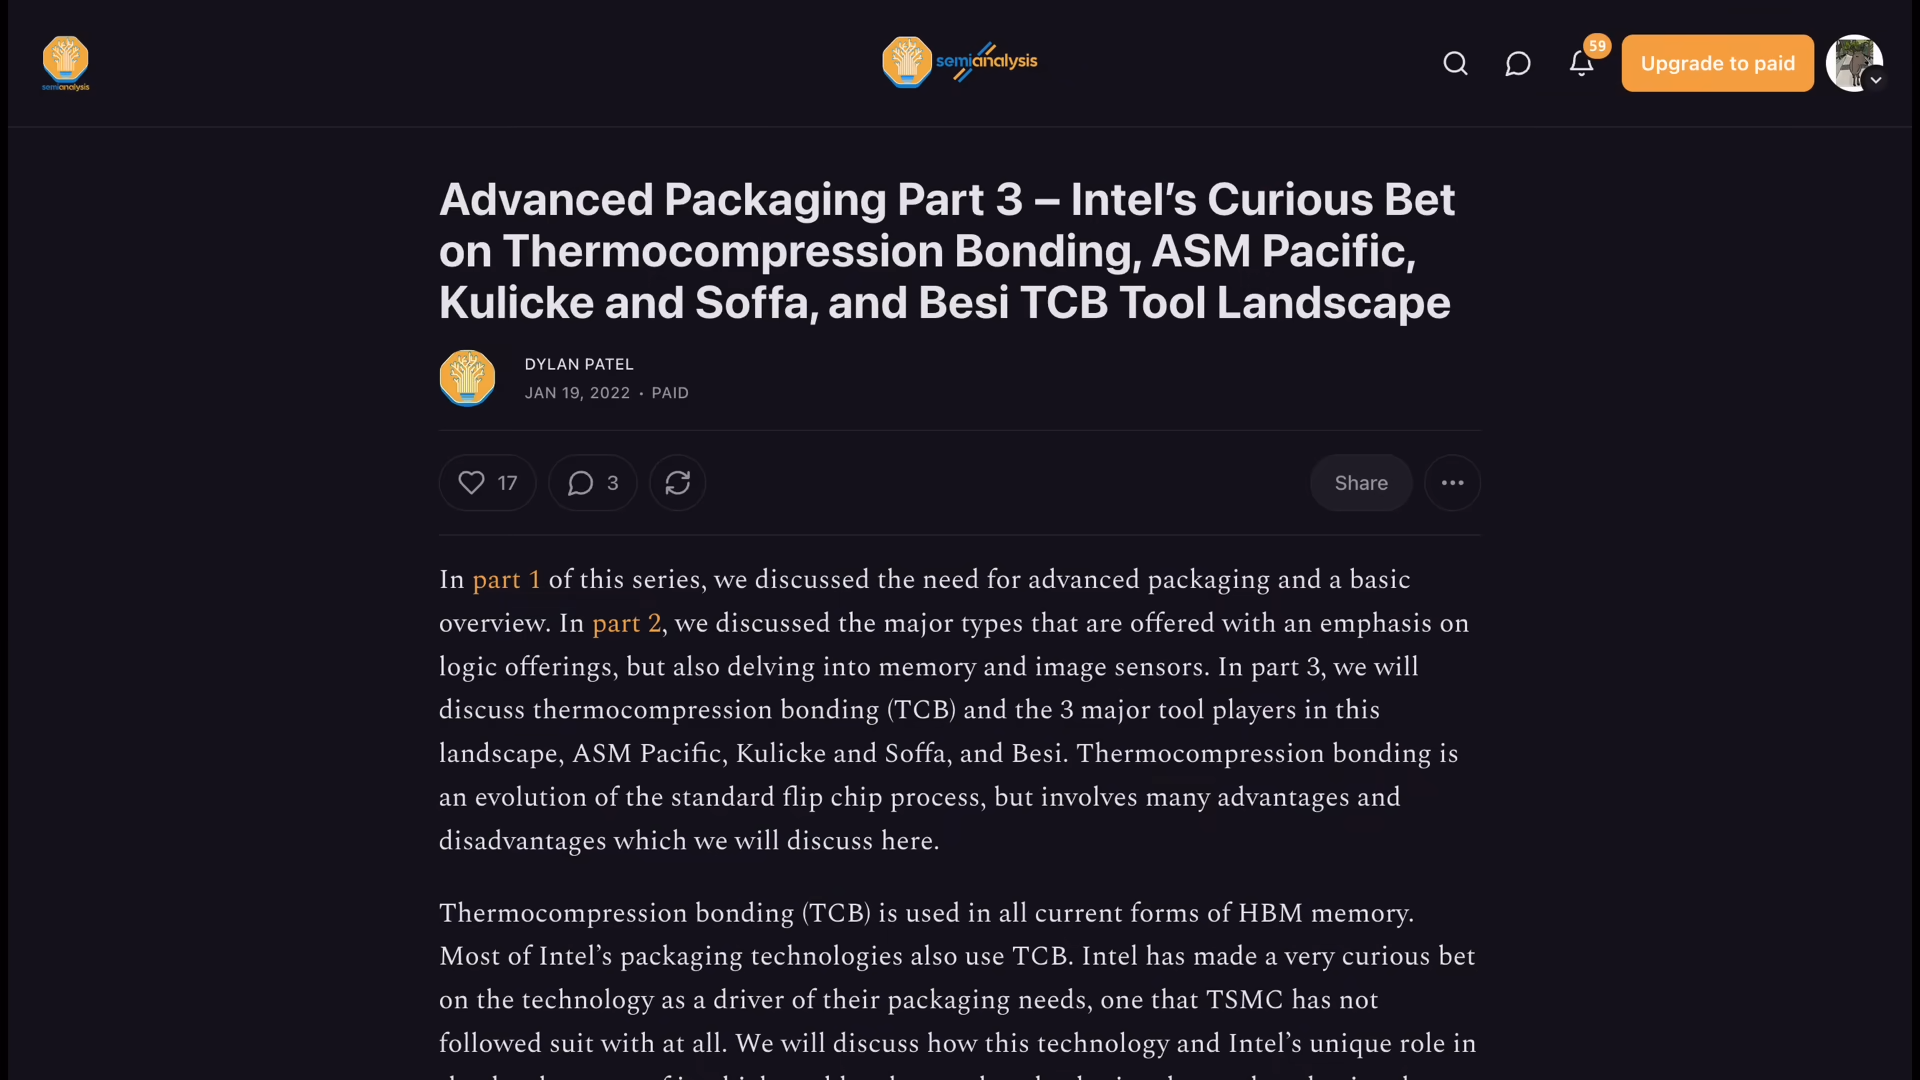 semianalysis
semianalysis
59
Upgrade to paid
Advanced Packaging Part 3 – Intel’s Curious Bet
on Thermocompression Bonding, ASM Pacific,
Kulicke and Soffa, and Besi TCB Tool Landscape
DYLAN PATEL
JAN 19, 2022 • PAID
17
3
Share
In part 1 of this series, we discussed the need for advanced packaging and a basic
overview. In part 2, we discussed the major types that are offered with an emphasis on
logic offerings, but also delving into memory and image sensors. In part 3, we will
discuss thermocompression bonding (TCB) and the 3 major tool players in this
landscape, ASM Pacific, Kulicke and Soffa, and Besi. Thermocompression bonding is
an evolution of the standard flip chip process, but involves many advantages and
disadvantages which we will discuss here.
Thermocompression bonding (TCB) is used in all current forms of HBM memory.
Most of Intel’s packaging technologies also use TCB. Intel has made a very curious bet
on the technology as a driver of their packaging needs, one that TSMC has not
followed suit with at all. We will discuss how this technology and Intel’s unique role in